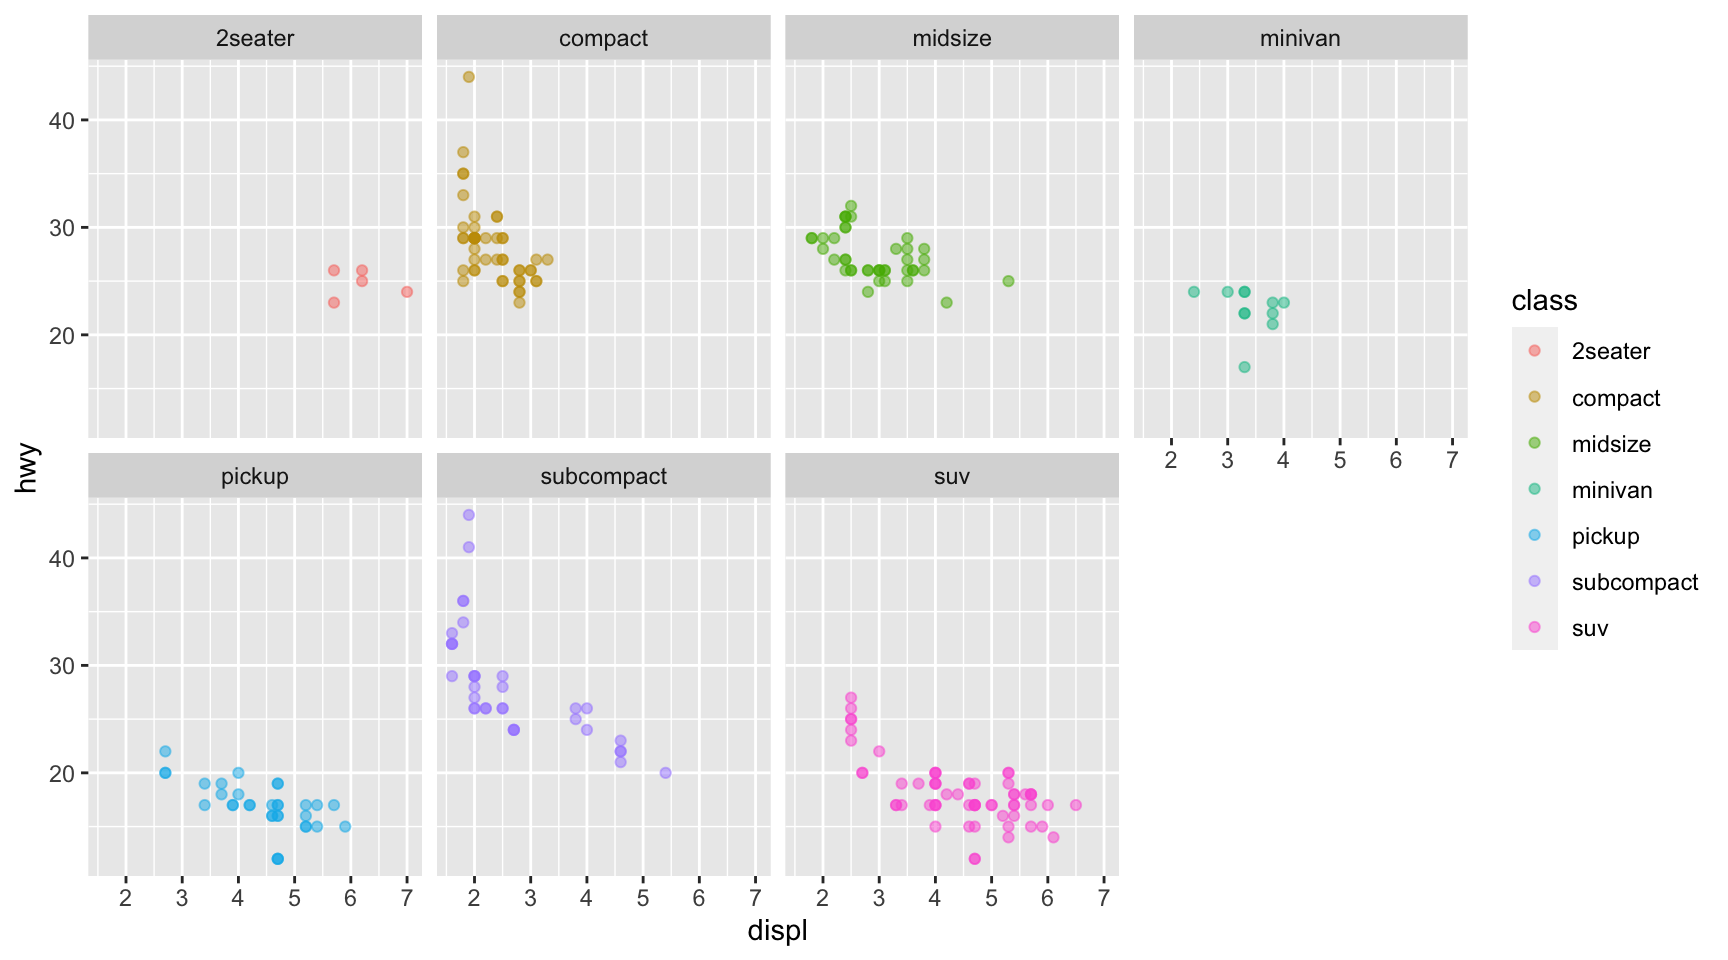 2seater compact midsize minivan
40
30
20
2 3 4 5 6 7
hwy
pickup subcompact suv
40
30
20
2 3 4 5 6 7 2 3 4 5 6 7 2 3 4 5 6 7
displ
class
2seater
compact
midsize
minivan
pickup
subcompact
suv